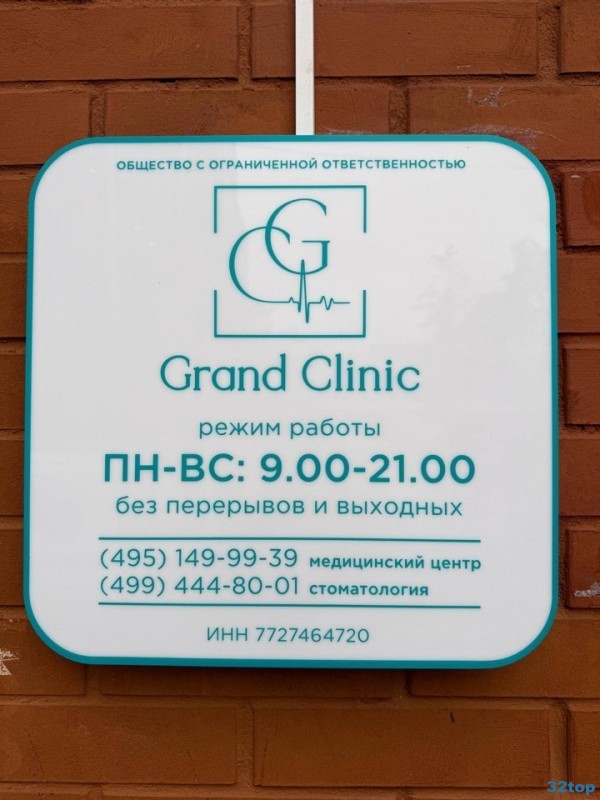 ОБЩЕСТВО С ОГРАНИЧЕННОЙ ОТВЕТСТВЕННОСТЬЮ
GC
Grand Clinic
режим работы
ПН-ВС: 9.00-21.00
без перерывов и выходных
(495) 149-99-39 медицинский центр
(499) 444-80-01 стоматология
ИНН 7727464720
32top